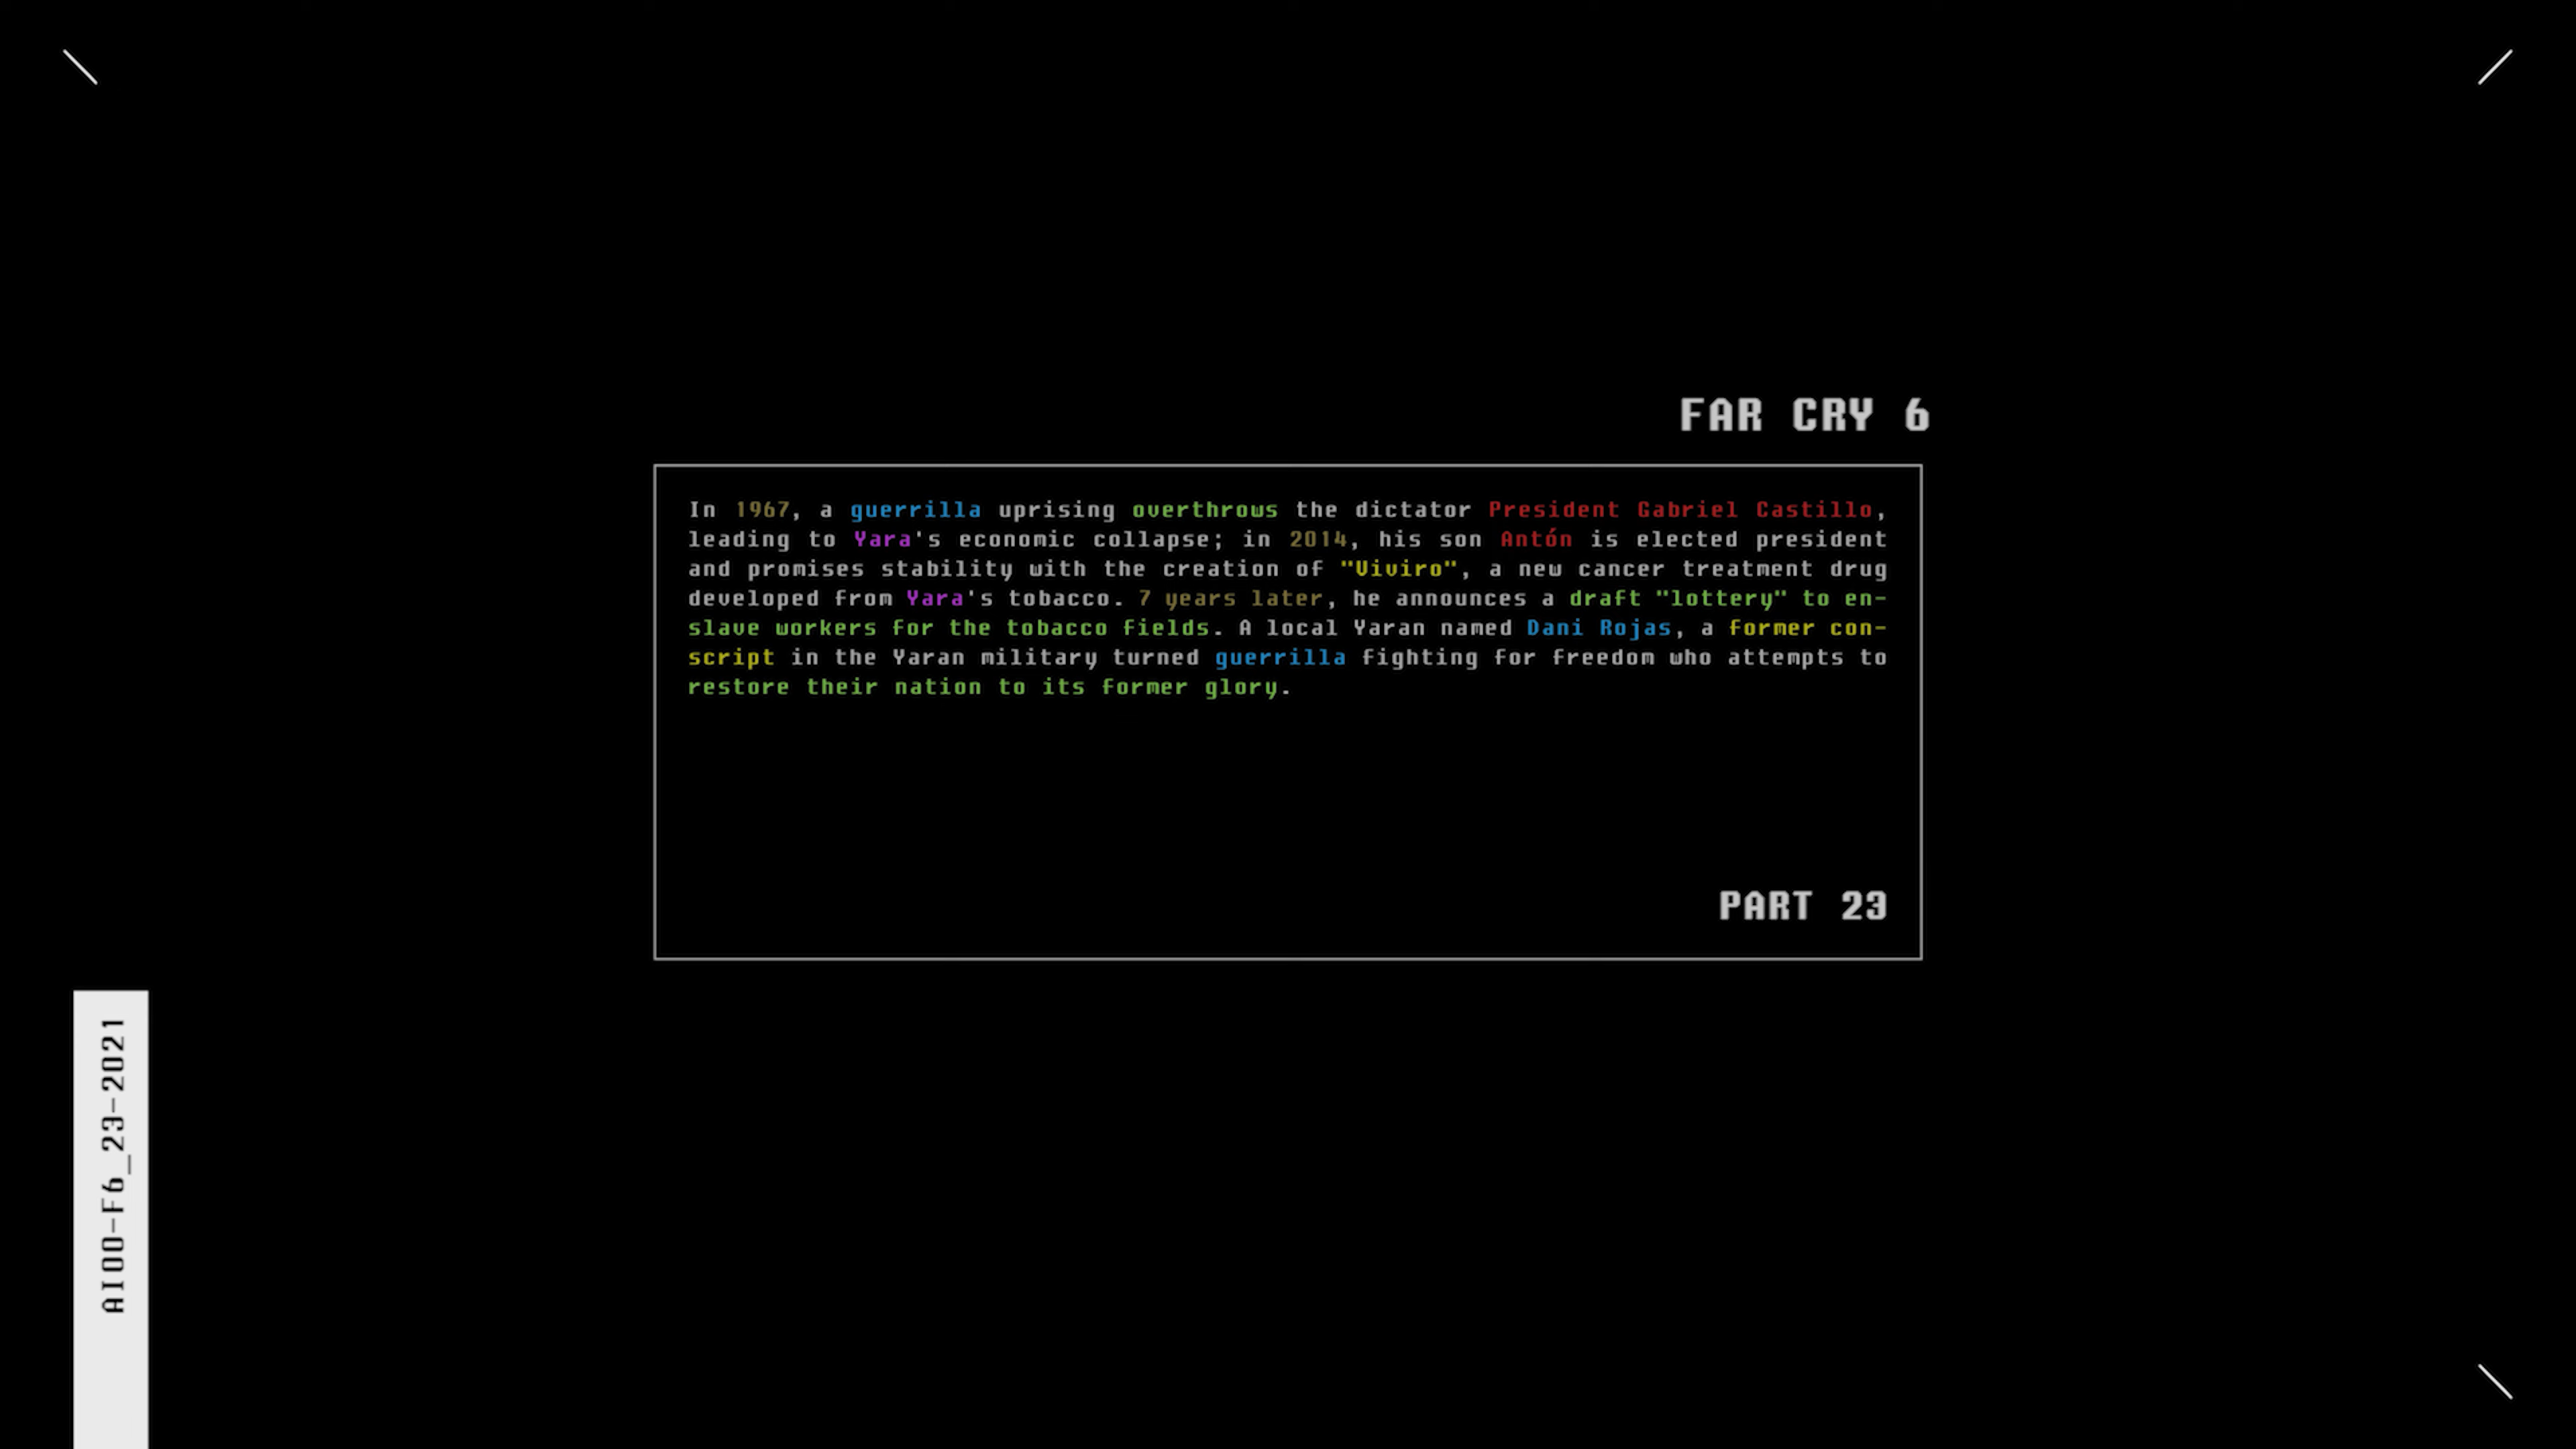 FAR CRY 6
In 1967, a guerrilla uprising overthrows the dictator President Gabriel Castillo,
leading to Yara's economic collapse; in 2014, his son Antón is elected president
and promises stability with the creation of "Viviro", a new cancer treatment drug
developed from Yara's tobacco. 7 years later, he announces a draft "lottery" to en-
slave workers for the tobacco fields. A local Yaran named Dani Rojas, a former con-
script in the Yaran military turned guerrilla fighting for freedom who attempts to
restore their nation to its former glory.
PART 23
AI00-F6_23-2021